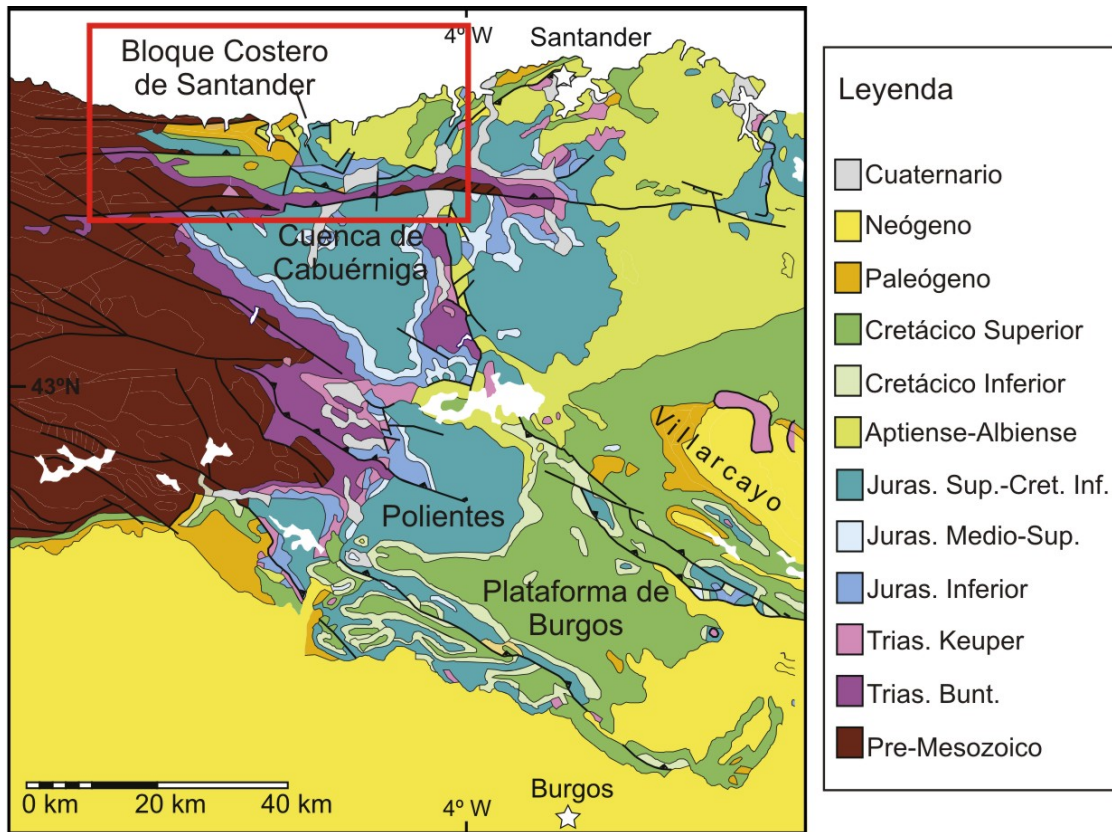 4º W
Santander
Bloque Costero
de Santander
Cuenca de
Cabuérniga
43ºN
Villarcayo
Polientes
Plataforma de
Burgos
0 km
20 km
40 km
4º W
Burgos
Leyenda
Cuaternario
Neógeno
Paleógeno
Cretácico Superior
Cretácico Inferior
Aptiense-Albiense
Juras. Sup.-Cret. Inf.
Juras. Medio-Sup.
Juras. Inferior
Trias. Keuper
Trias. Bunt.
Pre-Mesozoico